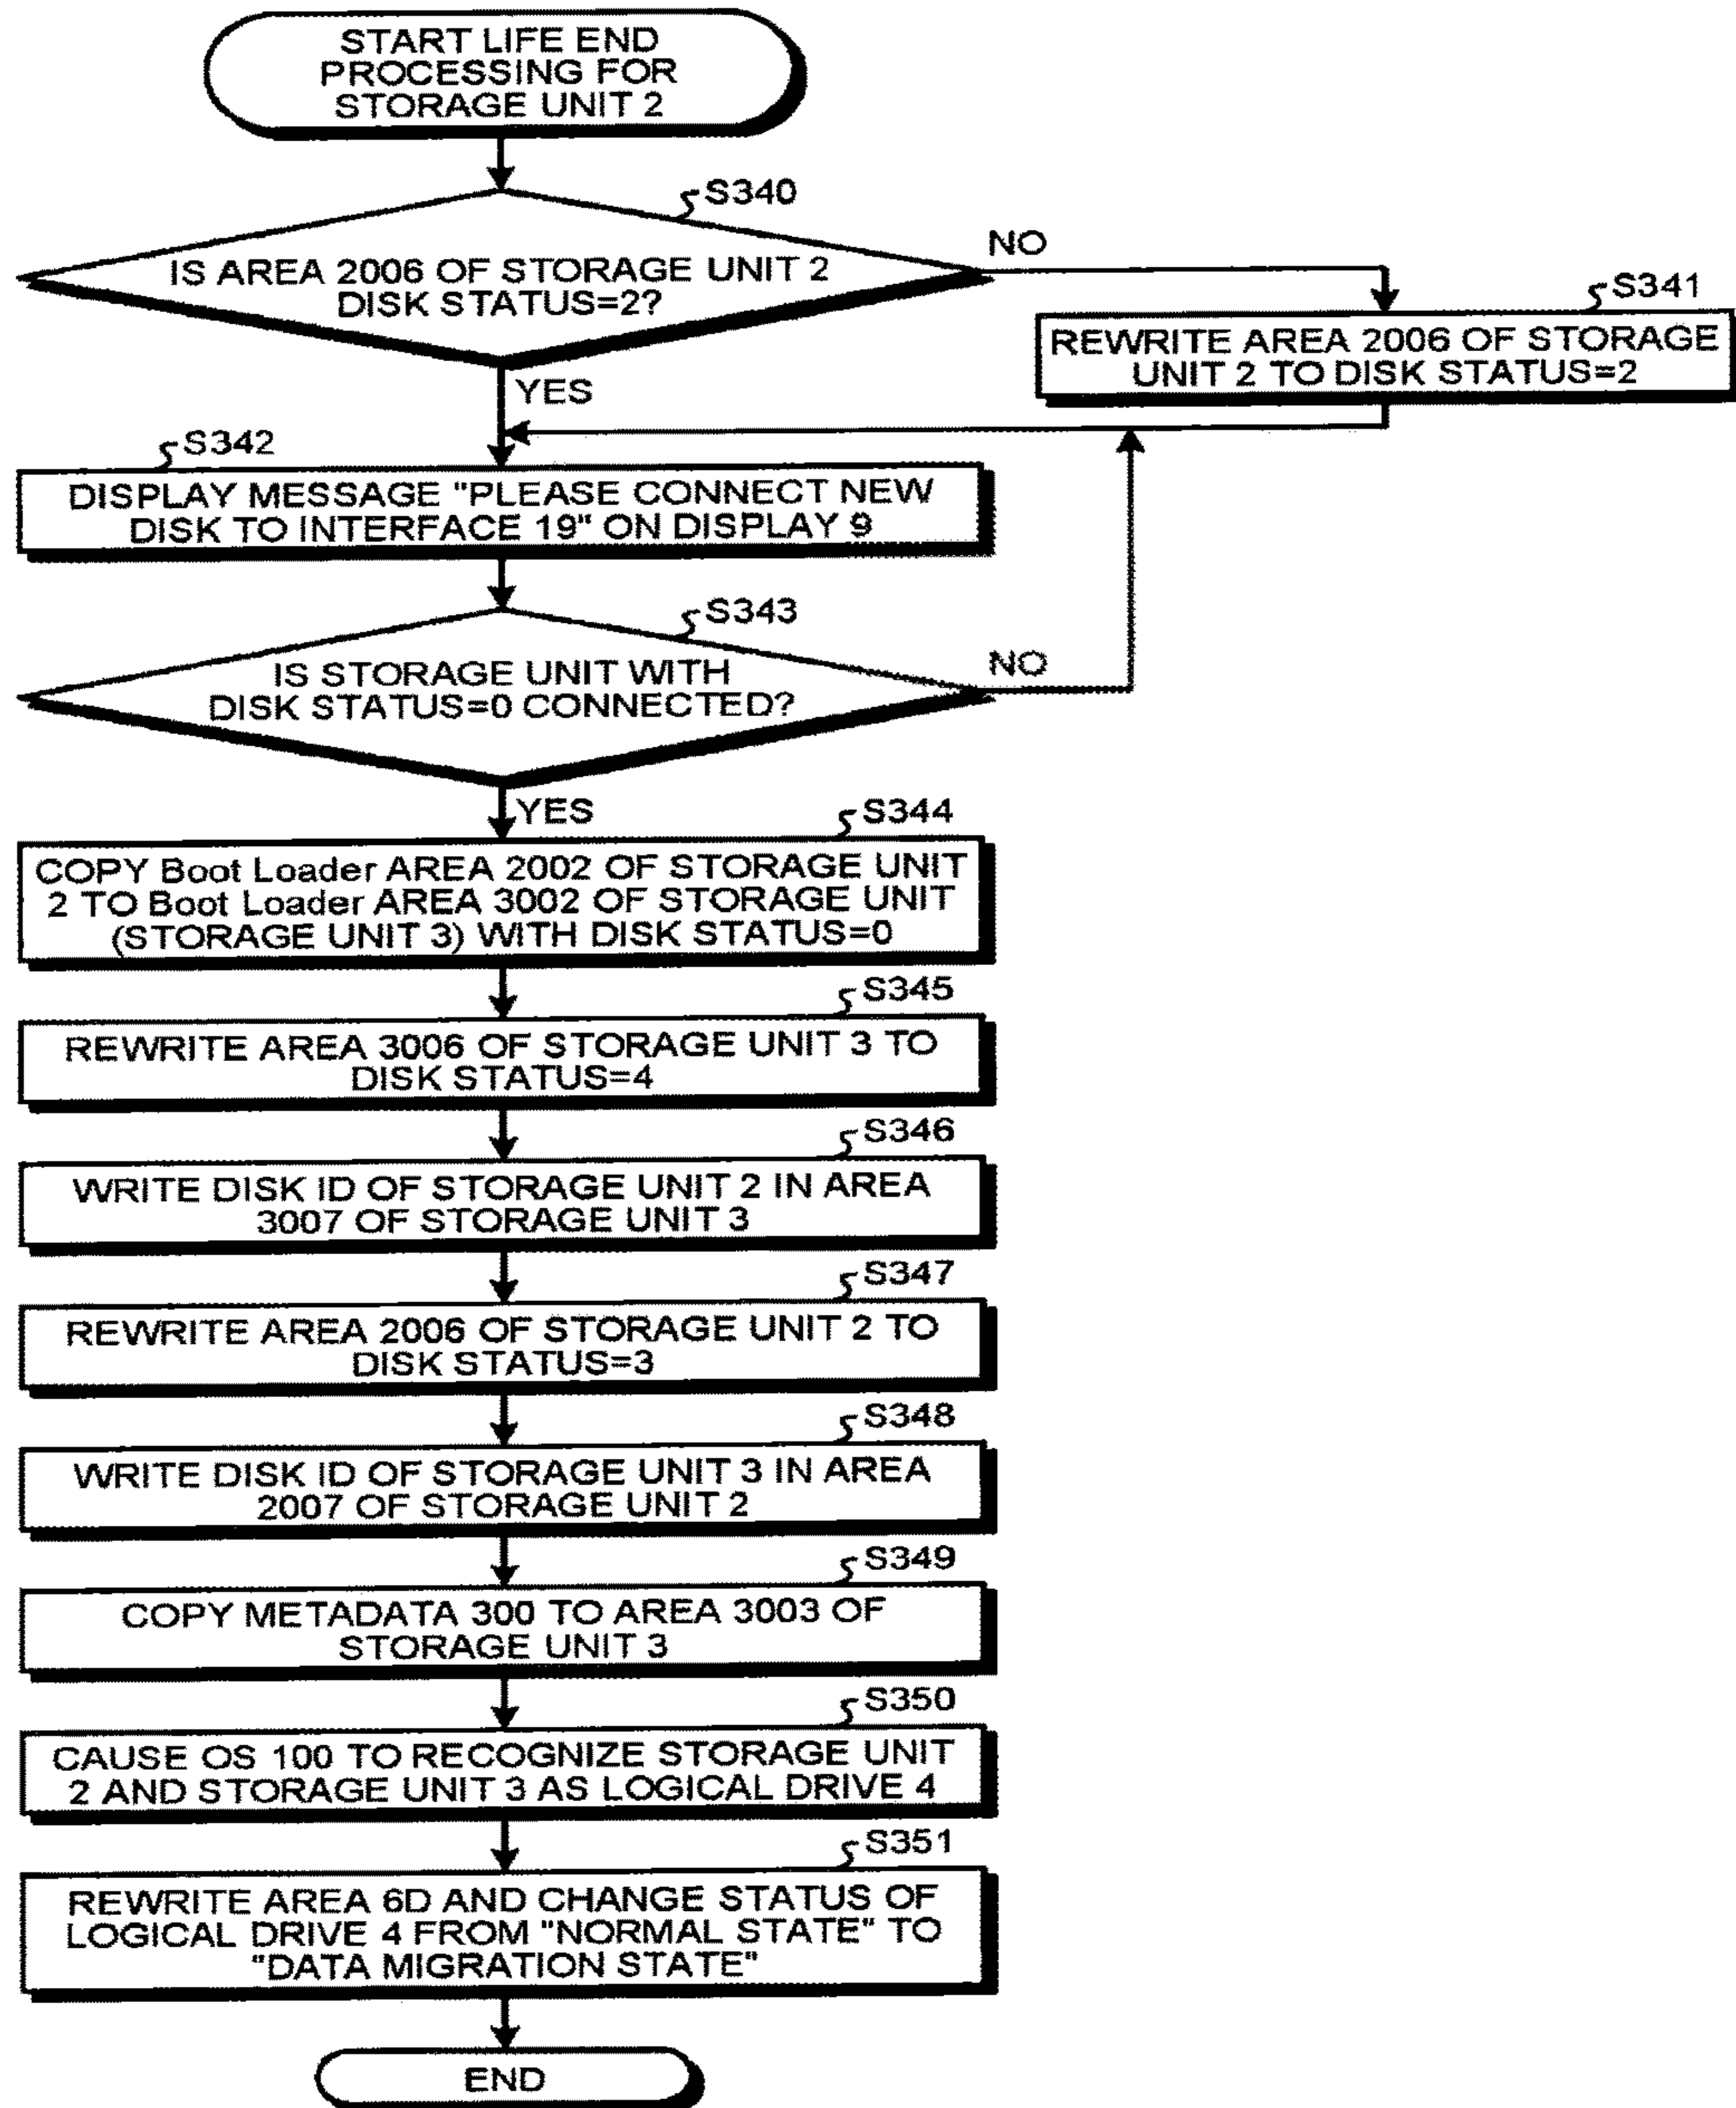 START LIFE END
PROCESSING FOR
STORAGE UNIT 2
S340
IS AREA 2006 OF STORAGE UNIT 2
DISK STATUS=2?
NO
S341
REWRITE AREA 2006 OF STORAGE
UNIT 2 TO DISK STATUS=2
YES
S342
DISPLAY MESSAGE "PLEASE CONNECT NEW
DISK TO INTERFACE 19" ON DISPLAY 9
S343
IS STORAGE UNIT WITH
DISK STATUS=0 CONNECTED?
NO
YES
S344
COPY Boot Loader AREA 2002 OF STORAGE UNIT
2 TO Boot Loader AREA 3002 OF STORAGE UNIT
(STORAGE UNIT 3) WITH DISK STATUS=0
S345
REWRITE AREA 3006 OF STORAGE UNIT 3 TO
DISK STATUS=4
S346
WRITE DISK ID OF STORAGE UNIT 2 IN AREA
3007 OF STORAGE UNIT 3
S347
REWRITE AREA 2006 OF STORAGE UNIT 2 TO
DISK STATUS=3
S348
WRITE DISK ID OF STORAGE UNIT 3 IN AREA
2007 OF STORAGE UNIT 2
S349
COPY METADATA 300 TO AREA 3003 OF
STORAGE UNIT 3
S350
CAUSE OS 100 TO RECOGNIZE STORAGE UNIT
2 AND STORAGE UNIT 3 AS LOGICAL DRIVE 4
S351
REWRITE AREA 6D AND CHANGE STATUS OF
LOGICAL DRIVE 4 FROM "NORMAL STATE" TO
"DATA MIGRATION STATE"
END